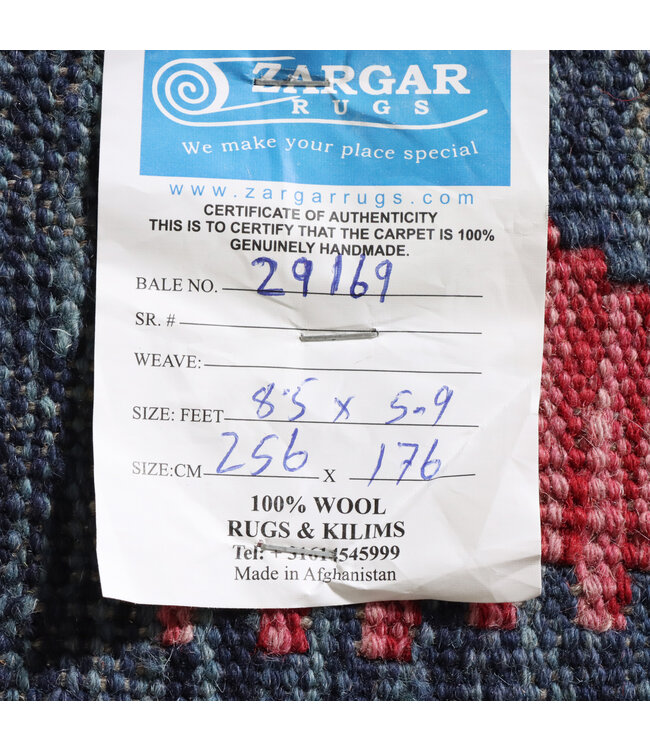 ZARGAR
RUGS
We make your place special
www.zargarrugs.com
CERTIFICATE OF AUTHENTICITY
THIS IS TO CERTIFY THAT THE CARPET IS 100%
GENUINELY HANDMADE.
BALE NO. 29169
SR. #
WEAVE:
SIZE: FEET 8.5 x 5.9
SIZE:CM 256 X 176
100% WOOL
RUGS & KILIMS
Tel:
Made in Afghanistan